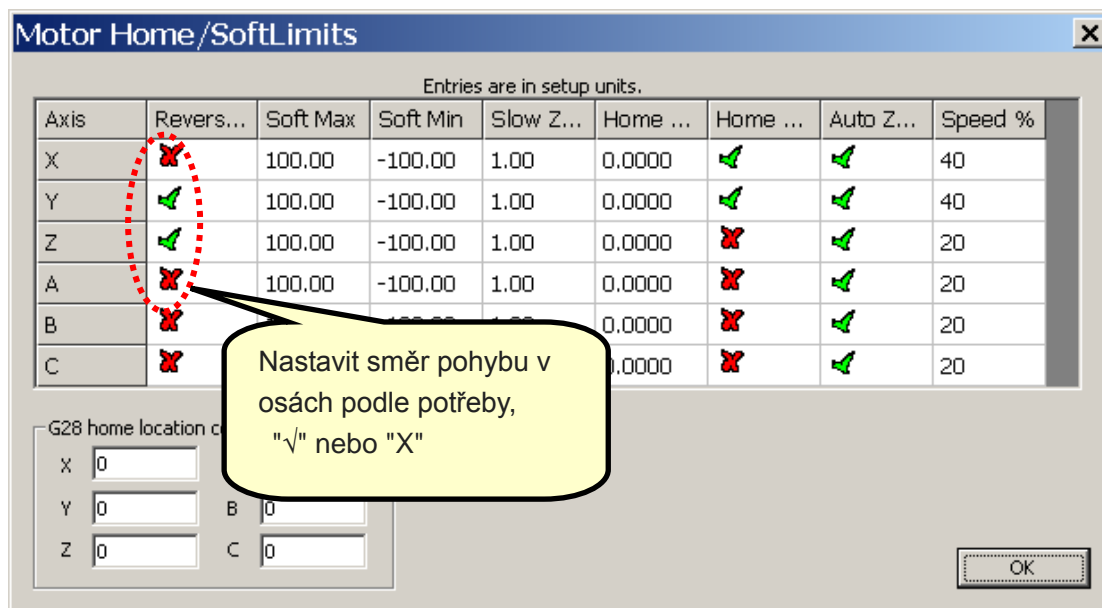 Motor Home/SoftLimits
Entries are in setup units.
Axis Revers... Soft Max Soft Min Slow Z... Home ... Home ... Auto Z... Speed %
X 100.00 -100.00 1.00 0.0000 40
Y 100.00 -100.00 1.00 0.0000 40
Z 100.00 -100.00 1.00 0.0000 20
A 100.00 -100.00 1.00 0.0000 20
B 0.0000 20
C 0.0000 20
Nastavit směr pohybu v
osách podle potřeby,
"√" nebo "X"
G28 home location
X 0
Y 0 B 0
Z 0 C 0
OK